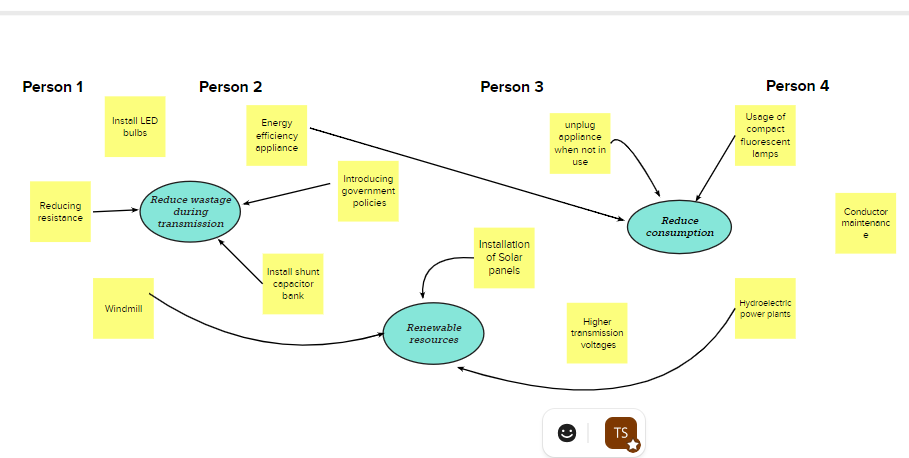 Person 1
Person 2
Person 3
Person 4
Install LED
bulbs
Energy
efficiency
appliance
unplug
appliance
when not in
use
Usage of
compact
fluorescent
lamps
Introducing
government
policies
Reducing
resistance
Reduce wastage
during
transmission
Reduce
consumption
Conductor
maintenanc
e
Installation
of Solar
panels
Install shunt
capacitor
bank
Windmill
Renewable
resources
Higher
transmission
voltages
Hydroelectric
power plants
TS